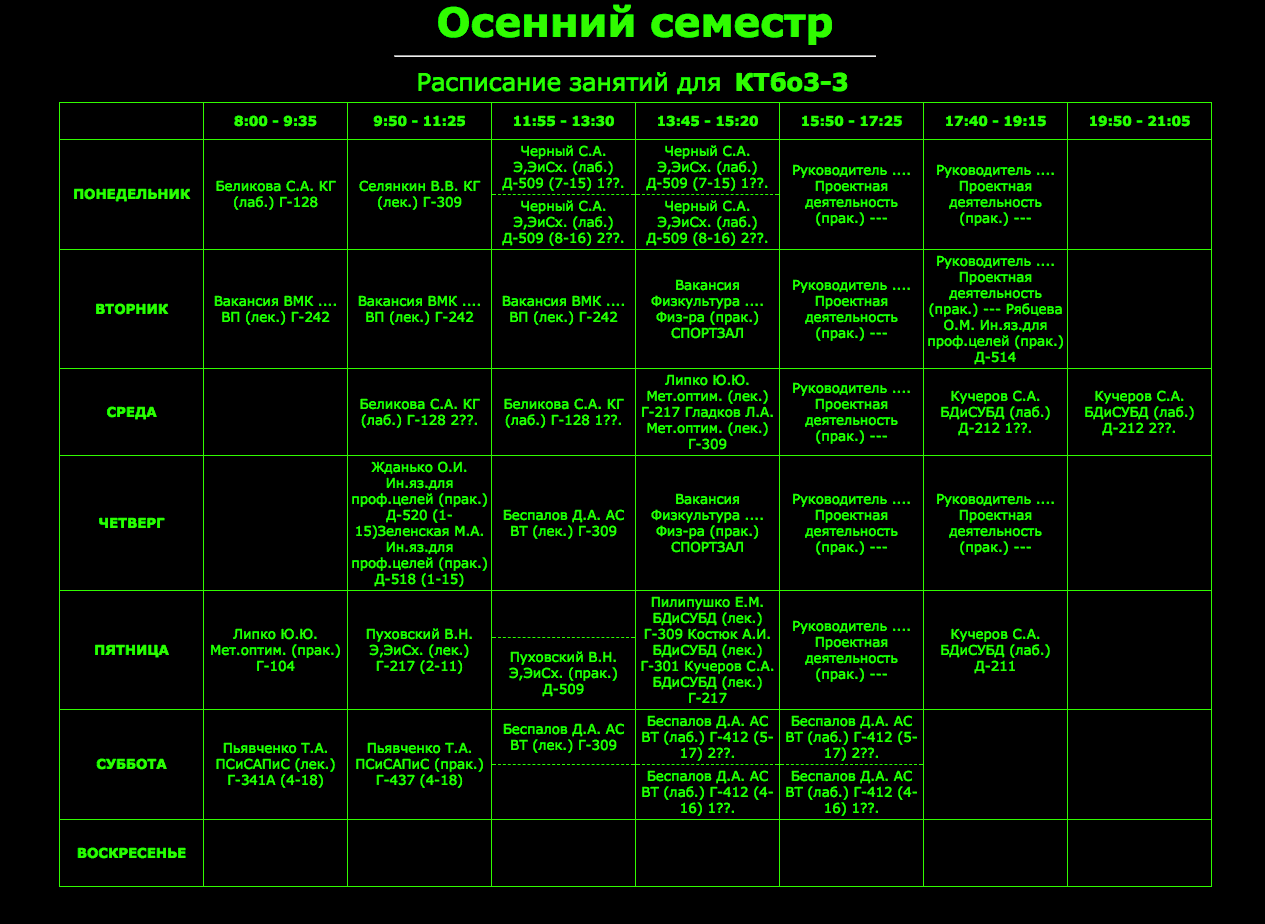 Осенний семестр
Расписание занятий для КТбо3-3
8:00 - 9:35
9:50 - 11:25
11:55 - 13:30
13:45 - 15:20
15:50 - 17:25
17:40 - 19:15
19:50 - 21:05
ПОНЕДЕЛЬНИК
Беликова С.А. КГ
(лаб.) Г-128
Селянкин В.В. КГ
(лек.) Г-309
Черный С.А.
Э,ЭиСх. (лаб.)
Д-509 (7-15) 1??.
Черный С.А.
Э,ЭиСх. (лаб.)
Д-509 (8-16) 2??.
Черный С.А.
Э,ЭиСх. (лаб.)
Д-509 (7-15) 1??.
Черный С.А.
Э,ЭиСх. (лаб.)
Д-509 (8-16) 2??.
Руководитель ....
Проектная
деятельность
(прак.) ---
Руководитель ....
Проектная
деятельность
(прак.) ---
ВТОРНИК
Вакансия ВМК ....
ВП (лек.) Г-242
Вакансия ВМК ....
ВП (лек.) Г-242
Вакансия ВМК ....
ВП (лек.) Г-242
Вакансия
Физкультура ....
Физ-ра (прак.)
СПОРТЗАЛ
Руководитель ....
Проектная
деятельность
(прак.) ---
Руководитель ....
Проектная
деятельность
(прак.) --- Рябцева
О.М. Ин.яз.для
проф.целей (прак.)
Д-514
СРЕДА
Беликова С.А. КГ
(лаб.) Г-128 2??.
Беликова С.А. КГ
(лаб.) Г-128 1??.
Липко Ю.Ю.
Мет.оптим. (лек.)
Г-217 Гладков Л.А.
Мет.оптим. (лек.)
Г-309
Руководитель ....
Проектная
деятельность
(прак.) ---
Кучеров С.А.
БДиСУБД (лаб.)
Д-212 1??.
Кучеров С.А.
БДиСУБД (лаб.)
Д-212 2??.
ЧЕТВЕРГ
Жданько О.И.
Ин.яз.для
проф.целей (прак.)
Д-520 (1-
15)Зеленская М.А.
Ин.яз.для
проф.целей (прак.)
Д-518 (1-15)
Беспалов Д.А. АС
ВТ (лек.) Г-309
Вакансия
Физкультура ....
Физ-ра (прак.)
СПОРТЗАЛ
Руководитель ....
Проектная
деятельность
(прак.) ---
Руководитель ....
Проектная
деятельность
(прак.) ---
ПЯТНИЦА
Липко Ю.Ю.
Мет.оптим. (прак.)
Г-104
Пуховский В.Н.
Э,ЭиСх. (лек.)
Г-217 (2-11)
Пуховский В.Н.
Э,ЭиСх. (прак.)
Д-509
Пилипушко Е.М.
БДиСУБД (лек.)
Г-309 Костюк А.И.
БДиСУБД (лек.)
Г-301 Кучеров С.А.
БДиСУБД (лек.)
Г-217
Руководитель ....
Проектная
деятельность
(прак.) ---
Кучеров С.А.
БДиСУБД (лаб.)
Д-211
СУББОТА
Пьявченко Т.А.
ПСиСАПиС (лек.)
Г-341А (4-18)
Пьявченко Т.А.
ПСиСАПиС (прак.)
Г-437 (4-18)
Беспалов Д.А. АС
ВТ (лек.) Г-309
Беспалов Д.А. АС
ВТ (лаб.) Г-412 (5-
17) 2??.
Беспалов Д.А. АС
ВТ (лаб.) Г-412 (4-
16) 1??.
Беспалов Д.А. АС
ВТ (лаб.) Г-412 (5-
17) 2??.
Беспалов Д.А. АС
ВТ (лаб.) Г-412 (4-
16) 1??.
ВОСКРЕСЕНЬЕ